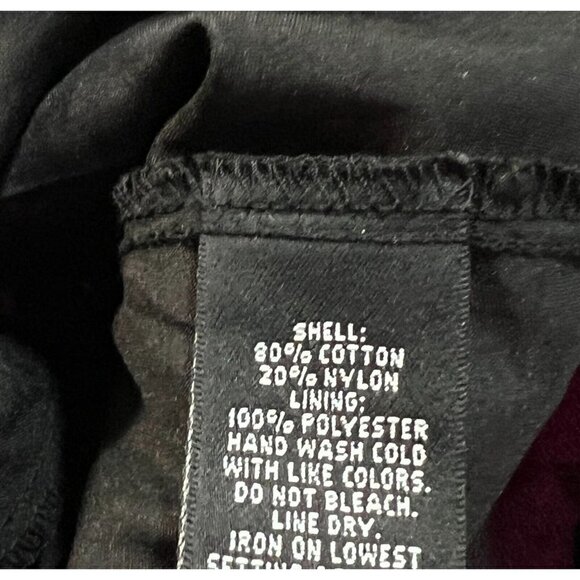 SHELL:
80% COTTON
20% NYLON
LINING:
100% POLYESTER
HAND WASH COLD
WITH LIKE COLORS.
DO NOT BLEACH.
LINE DRY.
IRON ON LOWEST
SETTING